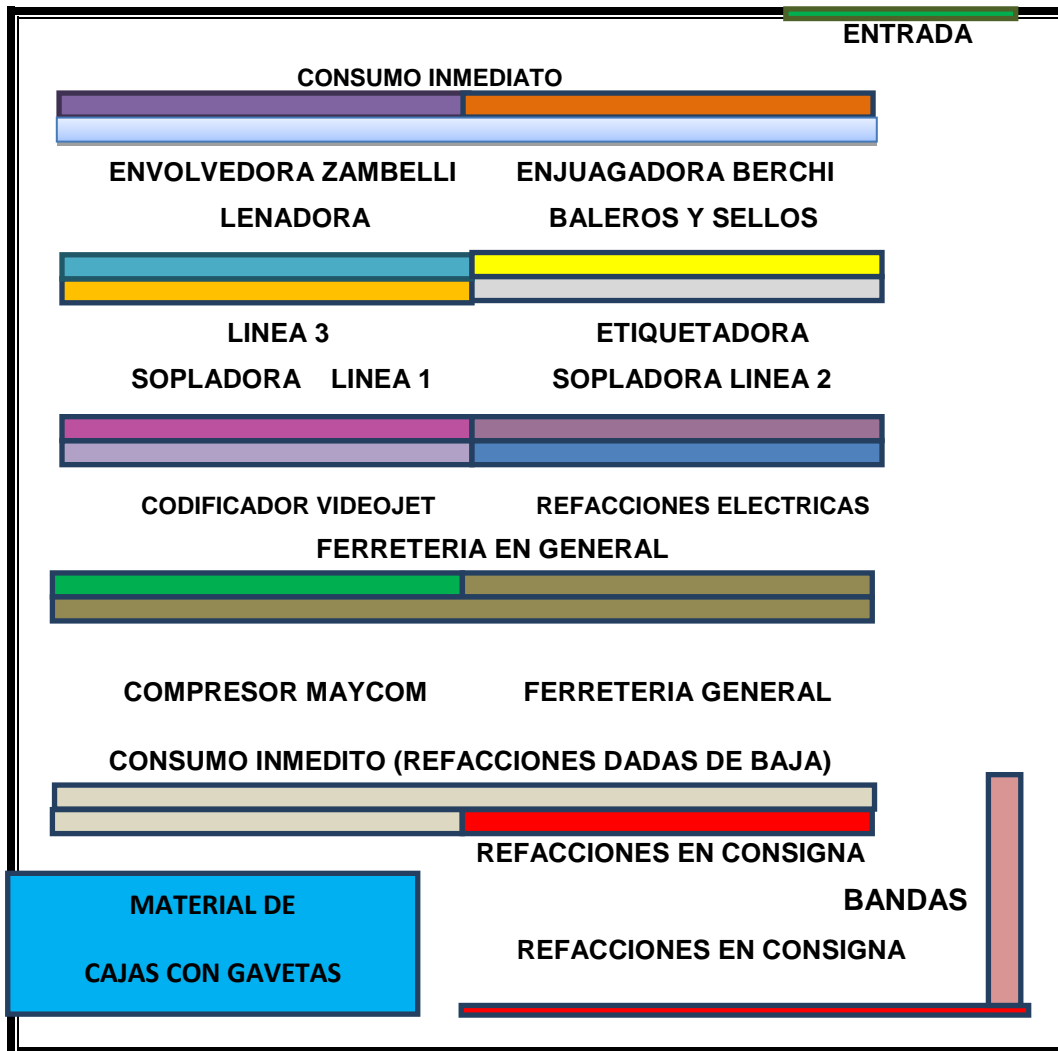 ENTRADA
CONSUMO INMEDIATO
ENVOLVEDORA ZAMBELLI ENJUAGADORA BERCHI
LENADORA BALEROS Y SELLOS
LINEA 3 ETIQUETADORA
SOPLADORA LINEA 1 SOPLADORA LINEA 2
CODIFICADOR VIDEOJET REFACCIONES ELECTRICAS
FERRETERIA EN GENERAL
COMPRESOR MAYCOM FERRETERIA GENERAL
CONSUMO INMEDITO (REFACCIONES DADAS DE BAJA)
REFACCIONES EN CONSIGNA
MATERIAL DE
CAJAS CON GAVETAS
BANDAS
REFACCIONES EN CONSIGNA